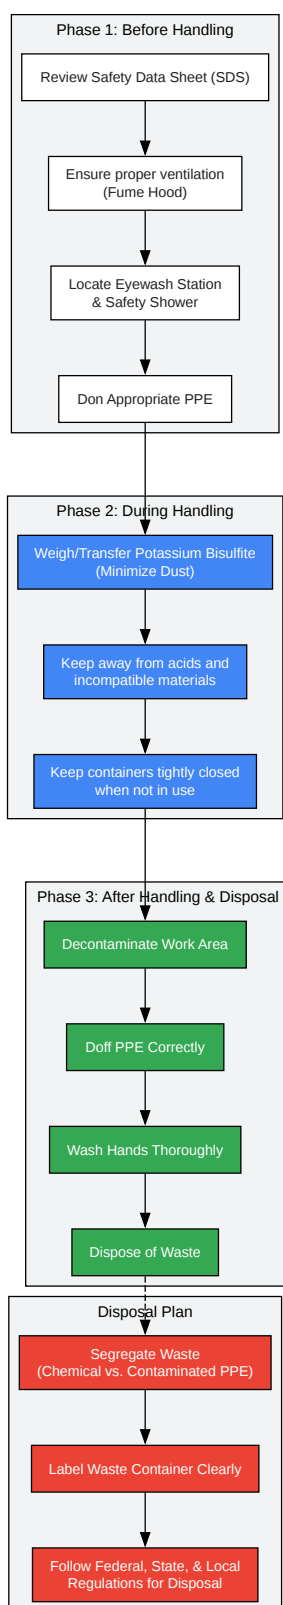 Phase 1: Before Handling
Review Safety Data Sheet (SDS)
Ensure proper ventilation
(Fume Hood)
Locate Eyewash Station
& Safety Shower
Don Appropriate PPE
Phase 2: During Handling
Weigh/Transfer Potassium Bisulfite
(Minimize Dust)
Keep away from acids and
incompatible materials
Keep containers tightly closed
when not in use
Phase 3: After Handling & Disposal
Decontaminate Work Area
Doff PPE Correctly
Wash Hands Thoroughly
Dispose of Waste
Disposal Plan
Segregate Waste
(Chemical vs. Contaminated PPE)
Label Waste Container Clearly
Follow Federal, State, & Local
Regulations for Disposal